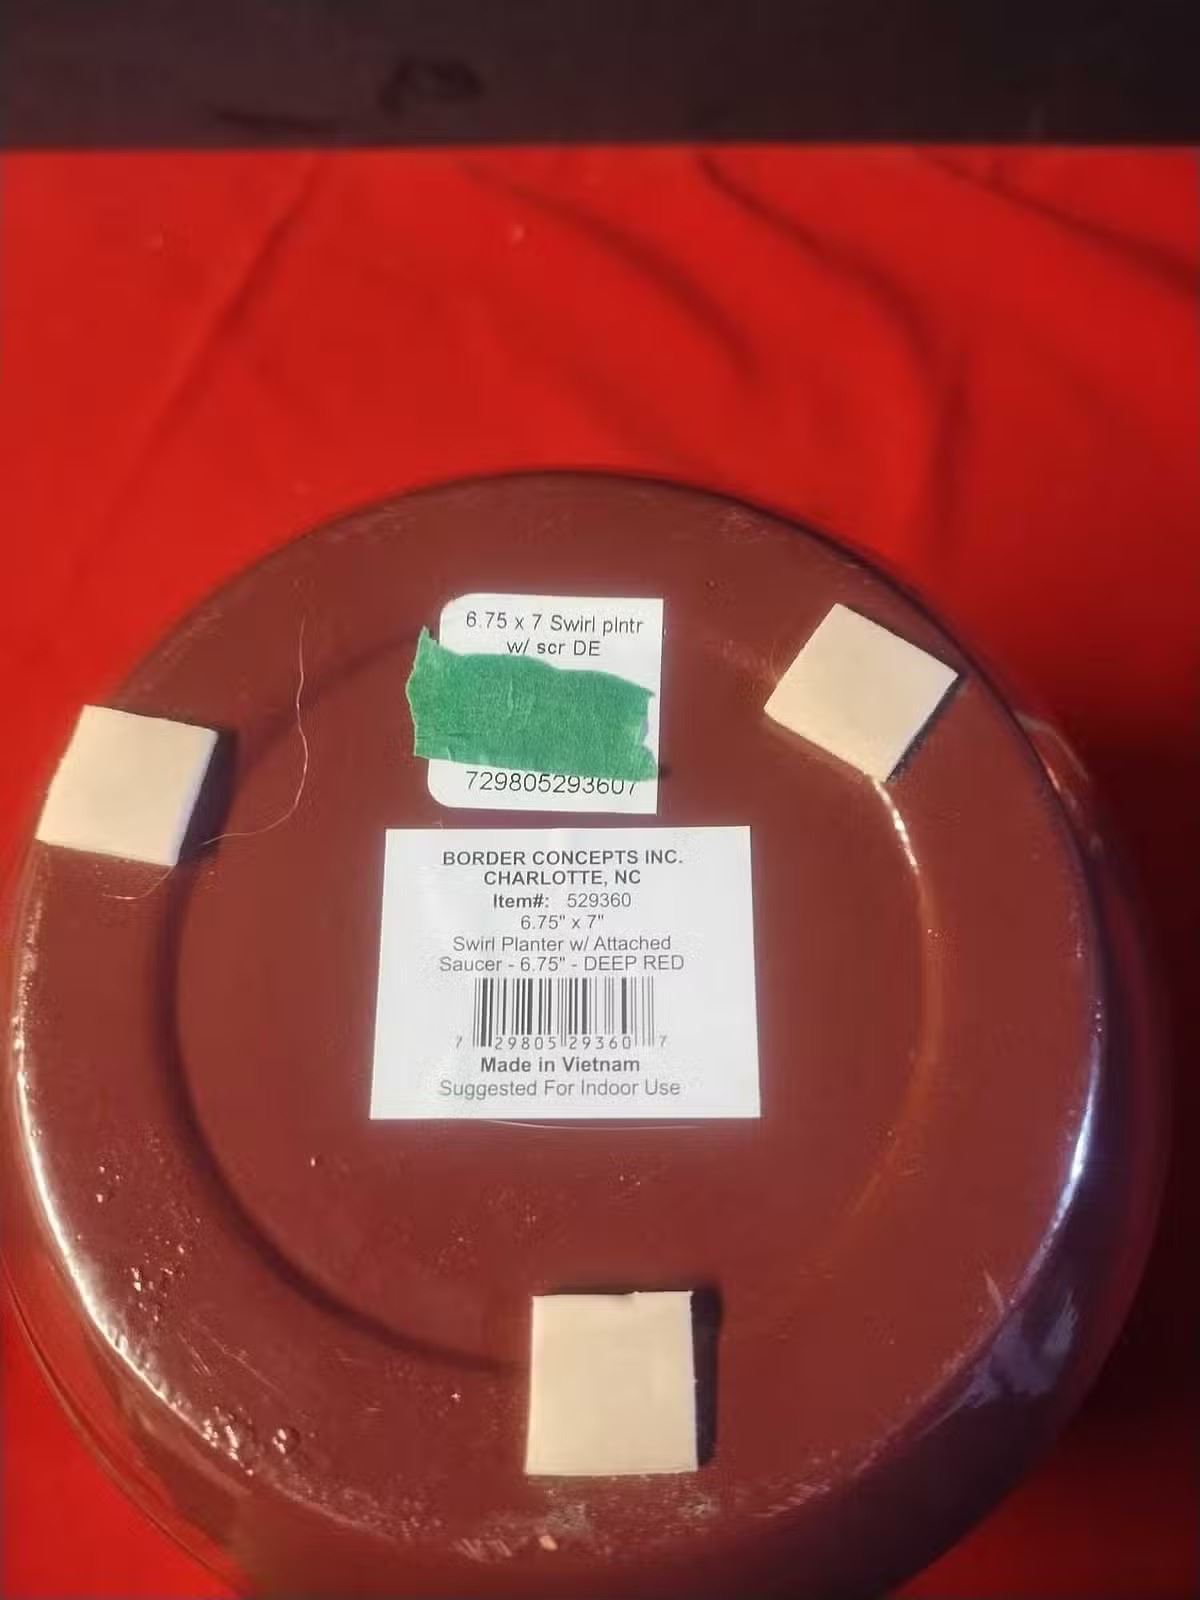 6.75 x 7 Swirl plntr
w/ scr DE
729805293607
BORDER CONCEPTS INC.
CHARLOTTE, NC
Item#: 529360
6.75" x 7"
Swirl Planter w/ Attached
Saucer - 6.75" - DEEP RED
7 29805 29360 7
Made in Vietnam
Suggested For Indoor Use